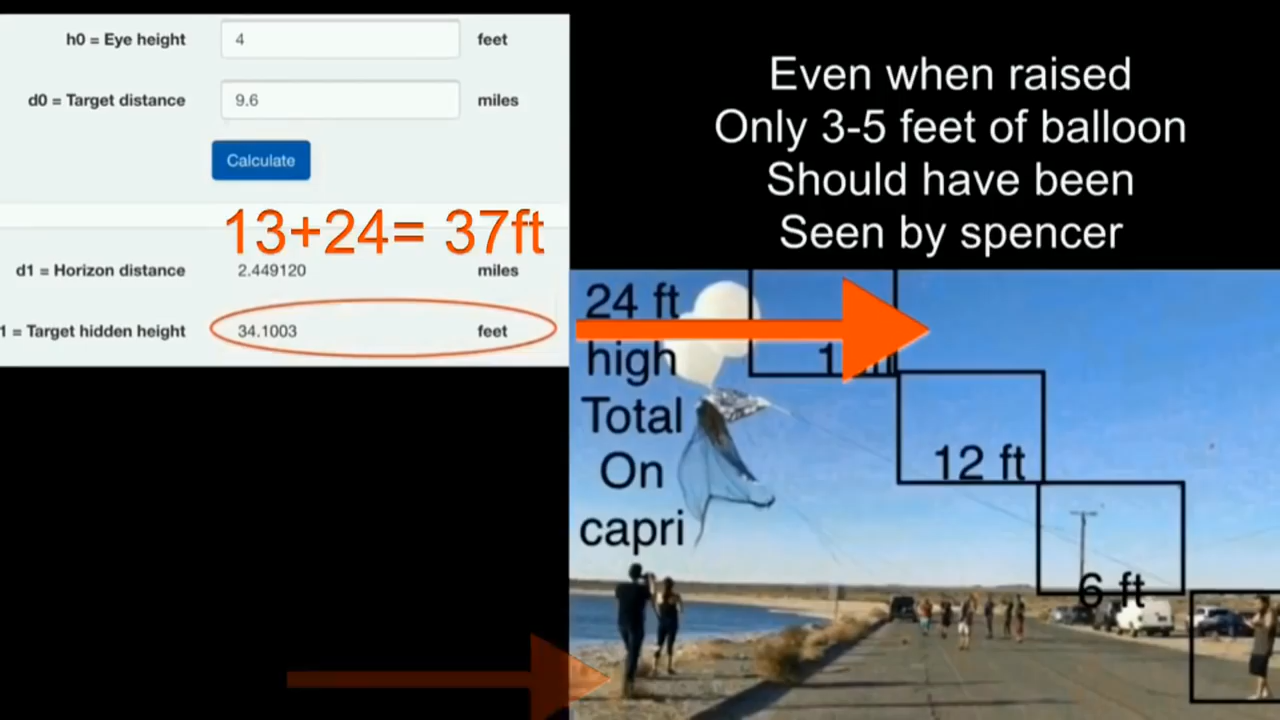 h0 = Eye height 4 feet
d0 = Target distance 9.6 miles
Calculate
13+24= 37ft
d1 = Horizon distance 2.449120 miles
1 = Target hidden height 34.1003 feet
Even when raised
Only 3-5 feet of balloon
Should have been
Seen by spencer
24 ft
high
Total
On
capri
12 ft
6 ft